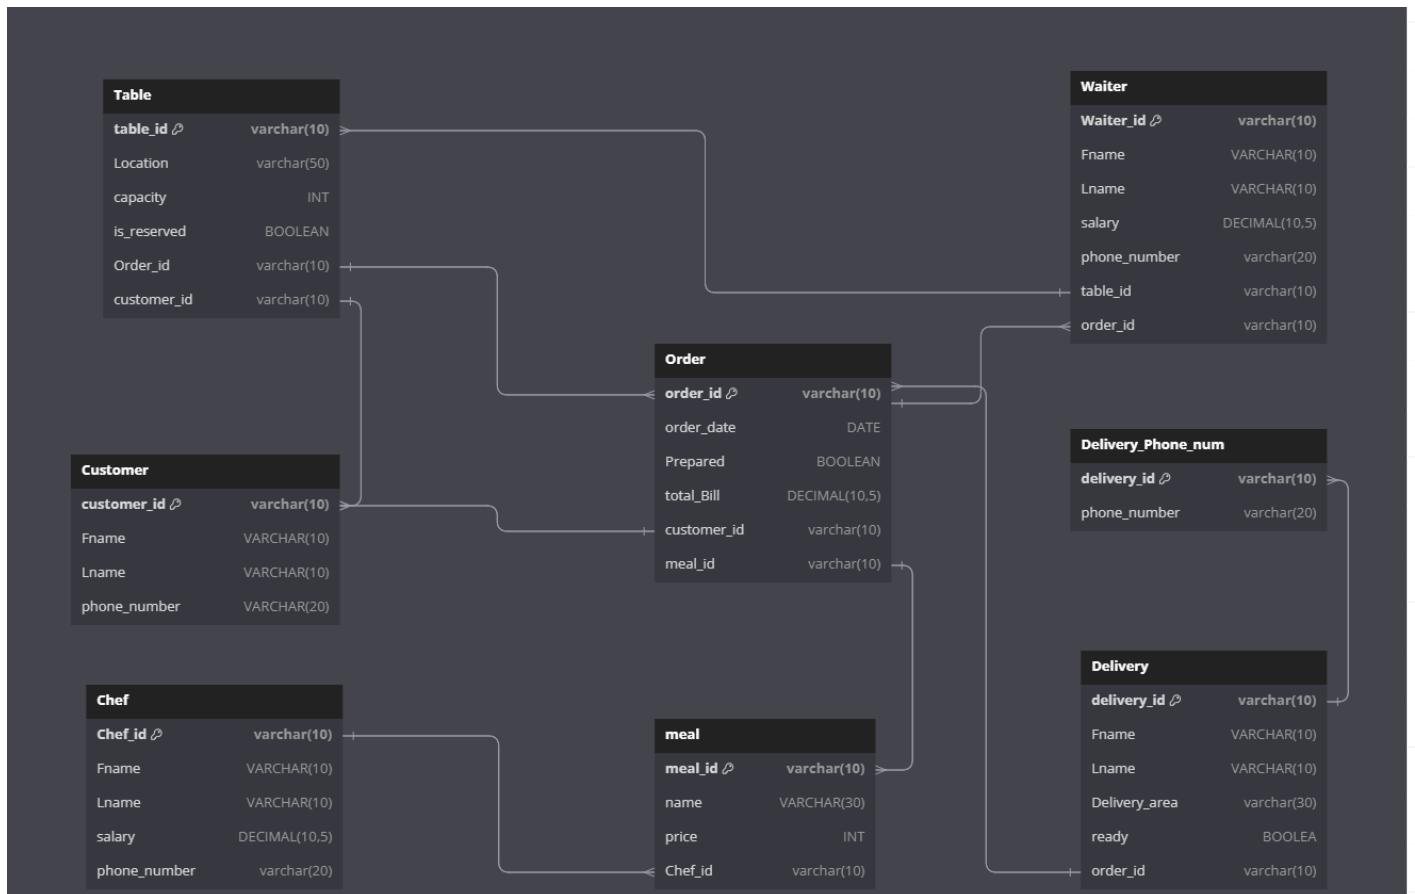 Table
table_id varchar(10)
Location varchar(50)
capacity INT
is_reserved BOOLEAN
Order_id varchar(10)
customer_id varchar(10)
Waiter
Waiter_id varchar(10)
Fname VARCHAR(10)
Lname VARCHAR(10)
salary DECIMAL(10,5)
phone_number varchar(20)
table_id varchar(10)
order_id varchar(10)
Order
order_id varchar(10)
order_date DATE
Prepared BOOLEAN
total_Bill DECIMAL(10,5)
customer_id varchar(10)
meal_id varchar(10)
Customer
customer_id varchar(10)
Fname VARCHAR(10)
Lname VARCHAR(10)
phone_number VARCHAR(20)
Delivery_Phone_num
delivery_id varchar(10)
phone_number varchar(20)
Chef
Chef_id varchar(10)
Fname VARCHAR(10)
Lname VARCHAR(10)
salary DECIMAL(10,5)
phone_number varchar(20)
meal
meal_id varchar(10)
name VARCHAR(30)
price INT
Chef_id varchar(10)
Delivery
delivery_id varchar(10)
Fname VARCHAR(10)
Lname VARCHAR(10)
Delivery_area varchar(30)
ready BOOLEA
order_id varchar(10)